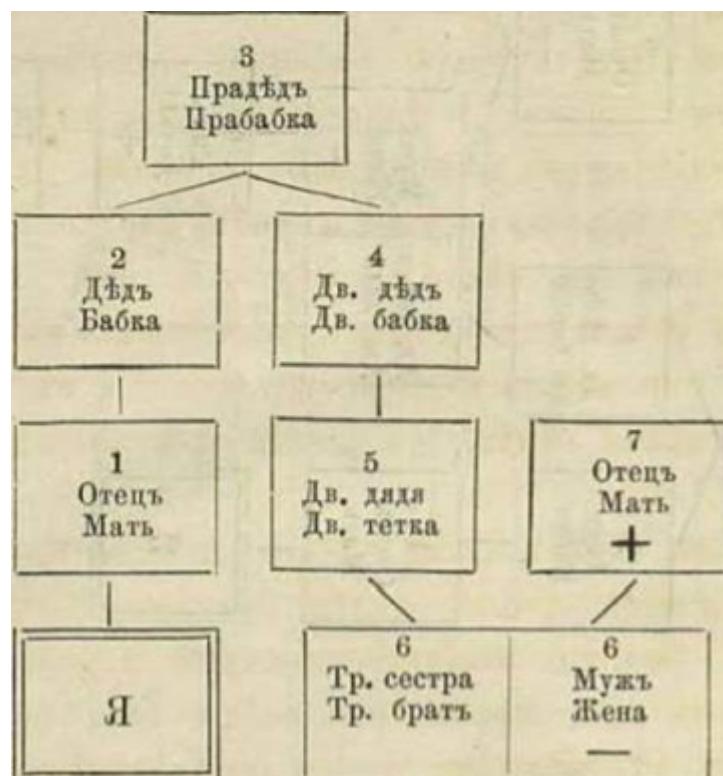 3
Прадѣдъ
Прабабка
2
Дѣдъ
Бабка
4
Дв. дѣдъ
Дв. бабка
1
Отецъ
Мать
5
Дв. дядя
Дв. тетка
7
Отецъ
Мать
+
Я
6
Тр. сестра
Тр. братъ
6
Мужъ
Жена
—